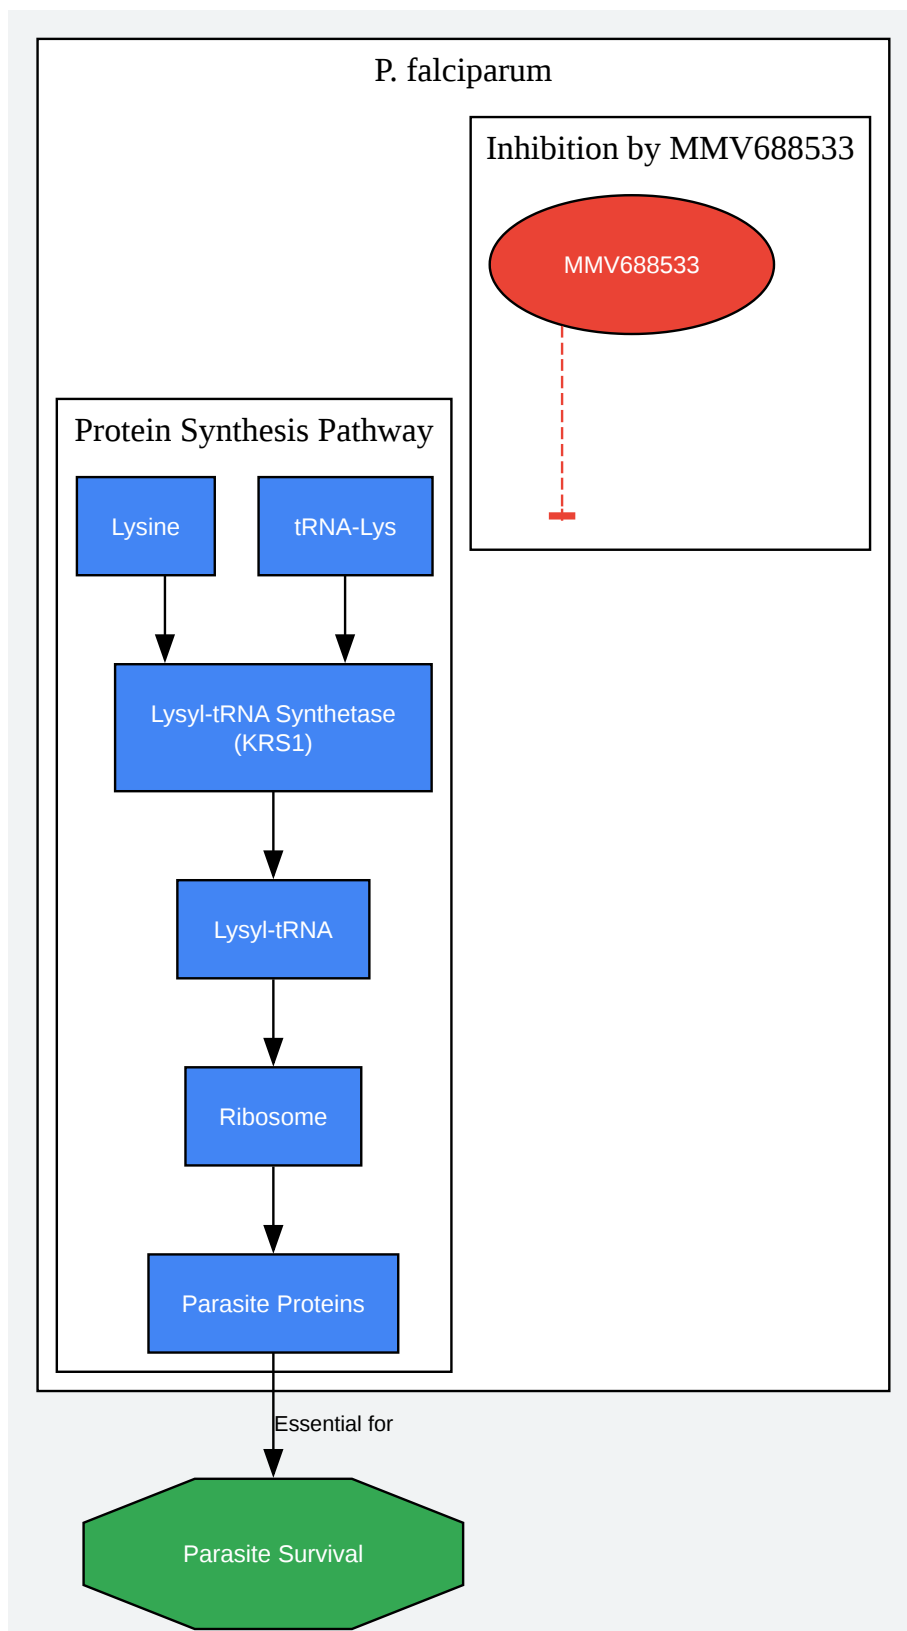 P. falciparum
Inhibition by MMV688533
MMV688533
Protein Synthesis Pathway
Lysine
tRNA-Lys
Lysyl-tRNA Synthetase
(KRS1)
Lysyl-tRNA
Ribosome
Parasite Proteins
Essential for
Parasite Survival